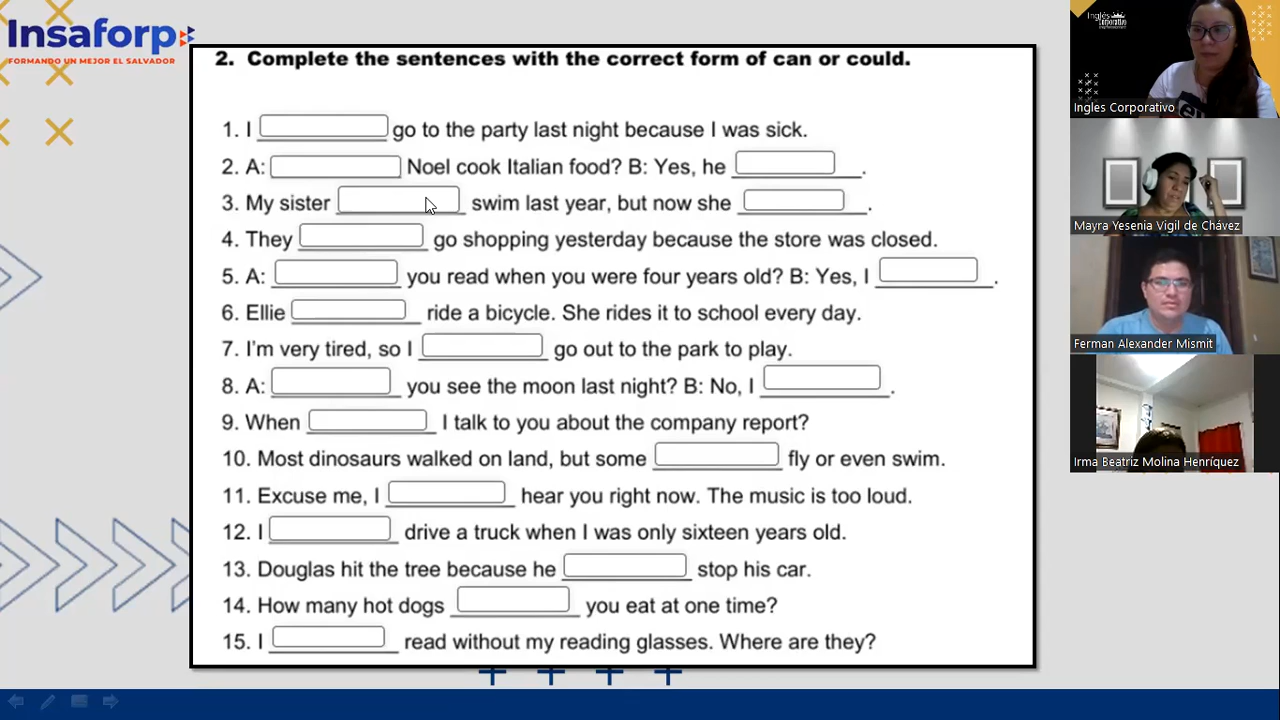 Insaforp
FORMANDO UN MEJOR EL SALVADOR
2. Complete the sentences with the correct form of can or could.
1. I go to the party last night because I was sick.
2. A: Noel cook Italian food? B: Yes, he .
3. My sister swim last year, but now she .
4. They go shopping yesterday because the store was closed.
5. A: you read when you were four years old? B: Yes, I .
6. Ellie ride a bicycle. She rides it to school every day.
7. I'm very tired, so I go out to the park to play.
8. A: you see the moon last night? B: No, I .
9. When I talk to you about the company report?
10. Most dinosaurs walked on land, but some fly or even swim.
11. Excuse me, I hear you right now. The music is too loud.
12. I drive a truck when I was only sixteen years old.
13. Douglas hit the tree because he stop his car.
14. How many hot dogs you eat at one time?
15. I read without my reading glasses. Where are they?
Inglés
Corporativo
Ingles Corporativo
Mayra Yesenia Vigil de Chávez
Ferman Alexander Mismit
Irma Beatriz Molina Henríquez